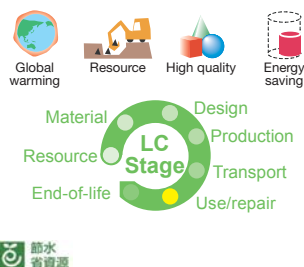 Global
warming
Resource
High quality
Energy
saving
Material
Design
Production
Resource
LC
Stage
Transport
End-of-life
Use/repair
節水
省資源